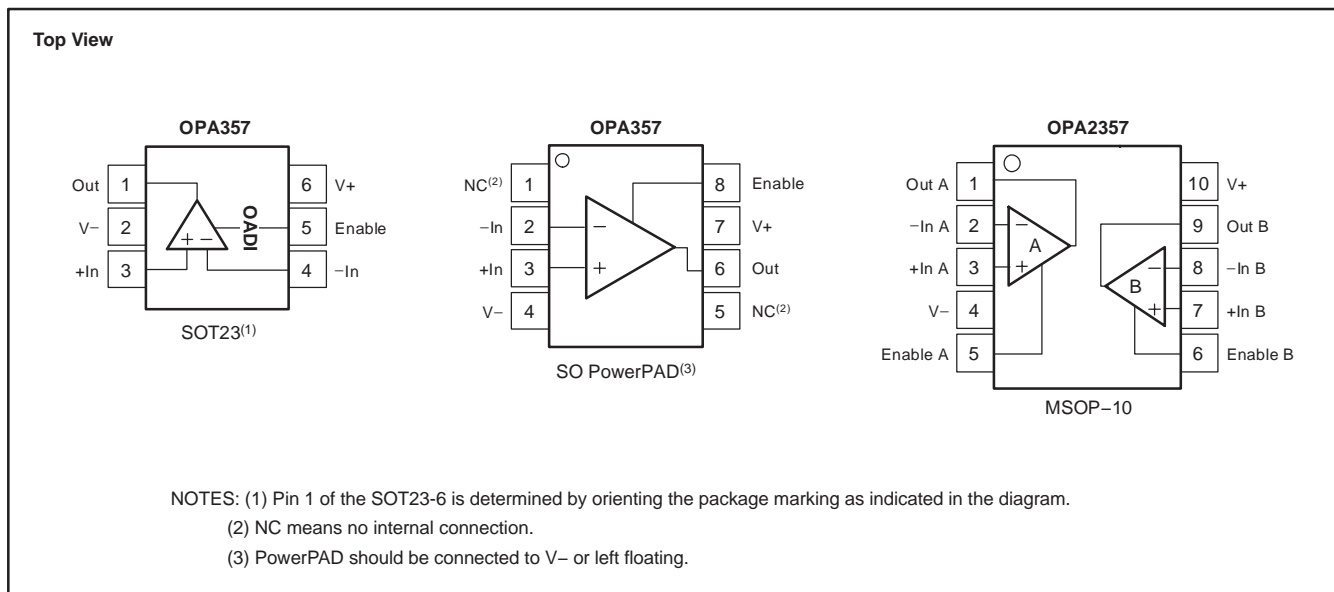 Top View
OPA357
Out 1
V− 2
+In 3
6 V+
5 Enable
4 −In
OADI
+ −
SOT23(1)
OPA357
NC(2) 1
−In 2
+In 3
V− 4
8 Enable
7 V+
6 Out
5 NC(2)
−
+
SO PowerPAD(3)
OPA2357
Out A 1
−In A 2
+In A 3
V− 4
Enable A 5
10 V+
9 Out B
8 −In B
7 +In B
6 Enable B
−
A
+
−
B
+
MSOP−10
NOTES: (1) Pin 1 of the SOT23-6 is determined by orienting the package marking as indicated in the diagram.
(2) NC means no internal connection.
(3) PowerPAD should be connected to V− or left floating.